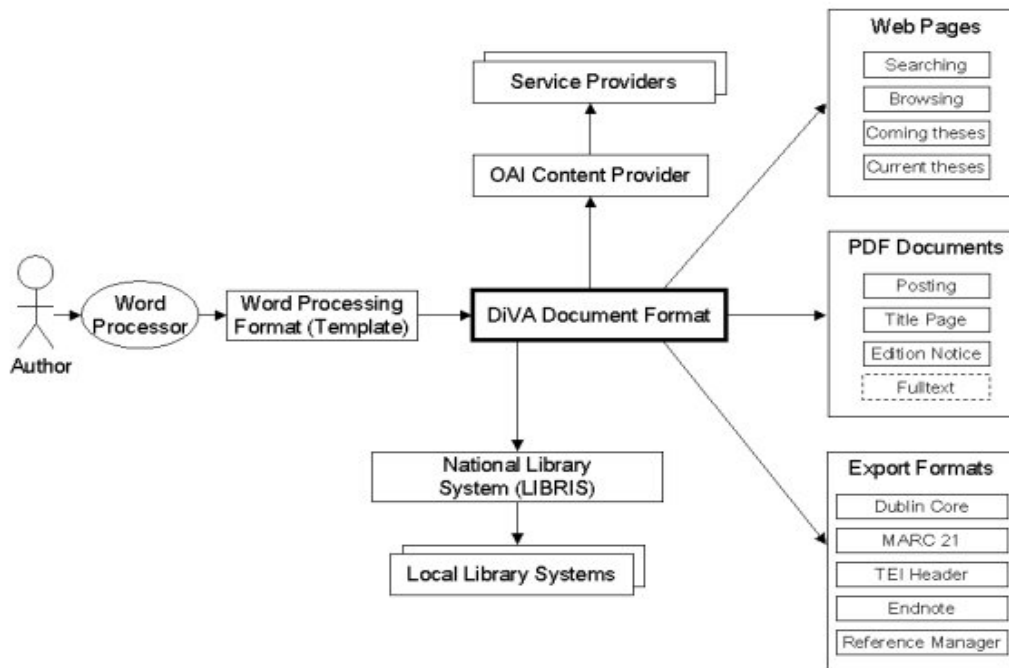 Service Providers
OAI Content Provider
Author
Word
Processor
Word Processing
Format (Template)
DiVA Document Format
National Library
System (LIBRIS)
Local Library Systems
Web Pages
Searching
Browsing
Coming theses
Current theses
PDF Documents
Posting
Title Page
Edition Notice
Fulltext
Export Formats
Dublin Core
MARC 21
TEI Header
Endnote
Reference Manager